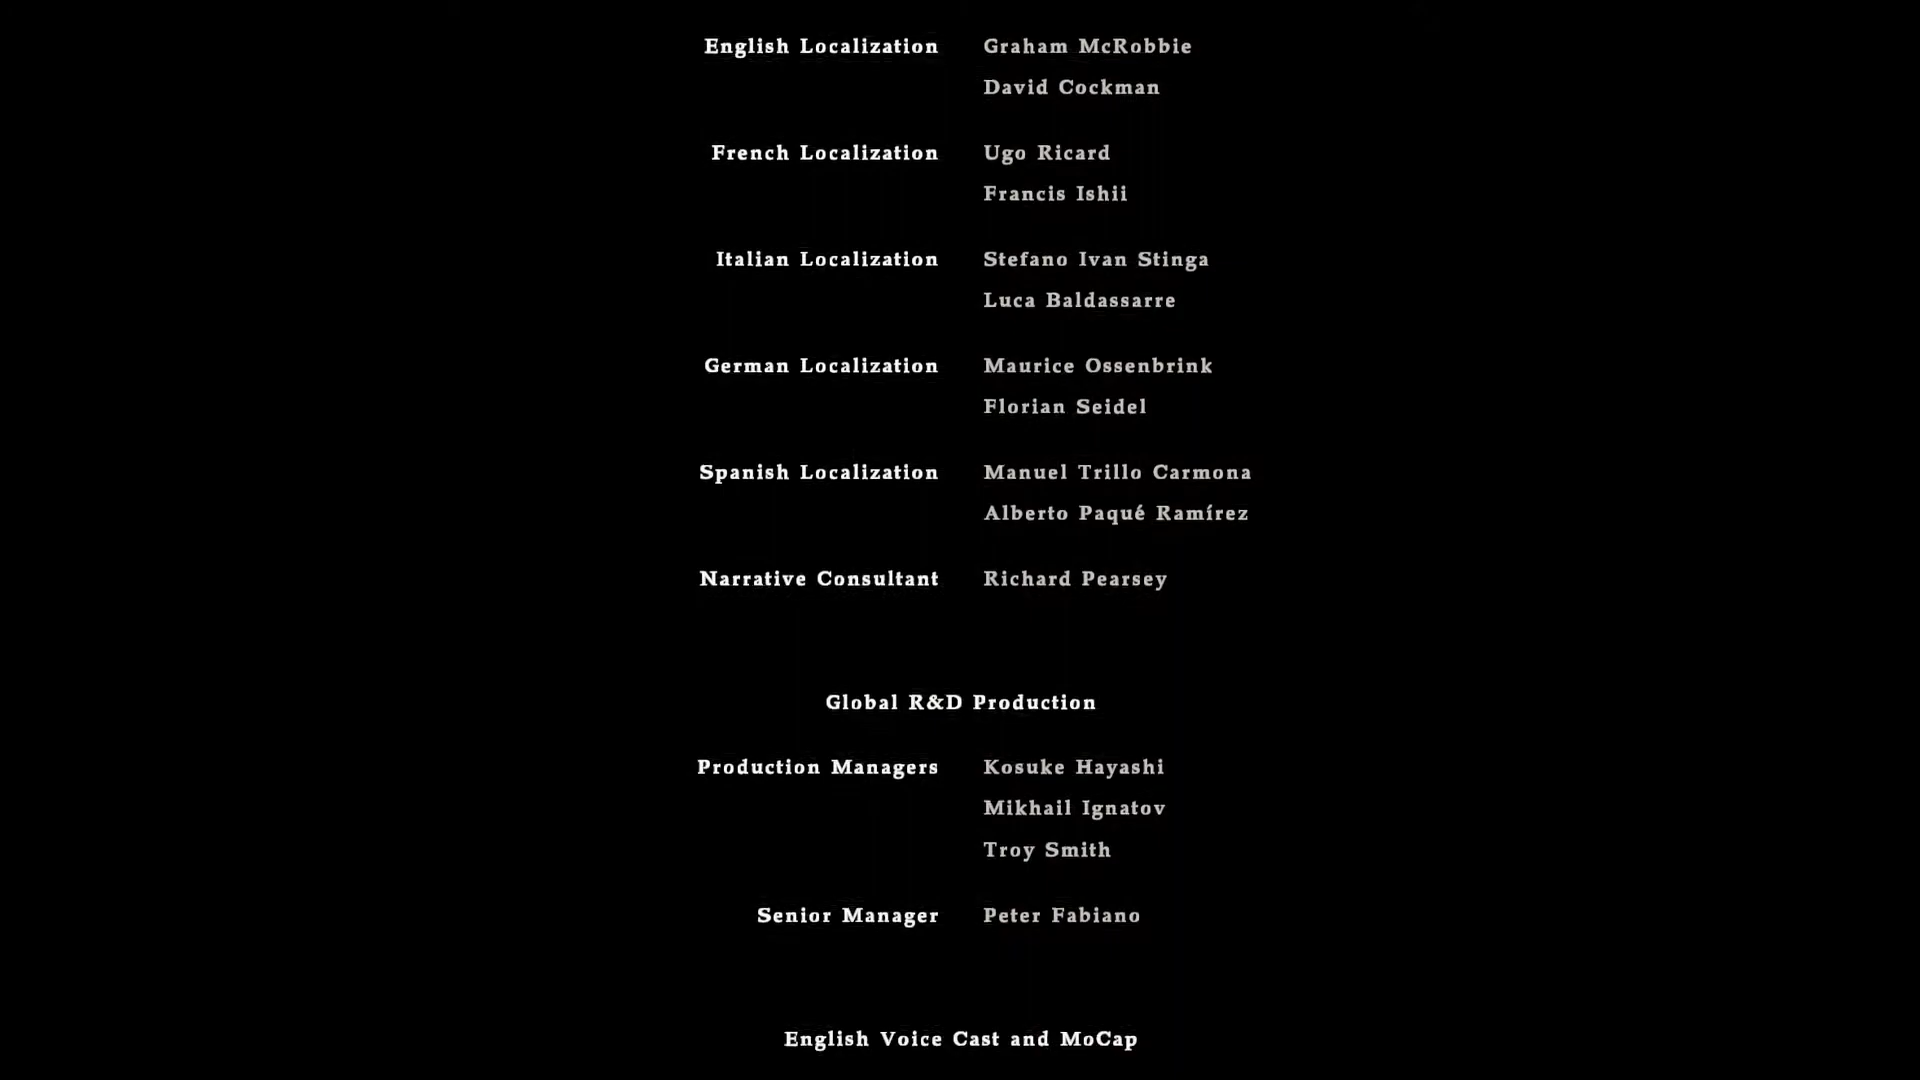 English Localization Graham McRobbie
David Cockman
French Localization Ugo Ricard
Francis Ishii
Italian Localization Stefano Ivan Stinga
Luca Baldassarre
German Localization Maurice Ossenbrink
Florian Seidel
Spanish Localization Manuel Trillo Carmona
Alberto Paqué Ramírez
Narrative Consultant Richard Pearsey
Global R&D Production
Production Managers Kosuke Hayashi
Mikhail Ignatov
Troy Smith
Senior Manager Peter Fabiano
English Voice Cast and MoCap